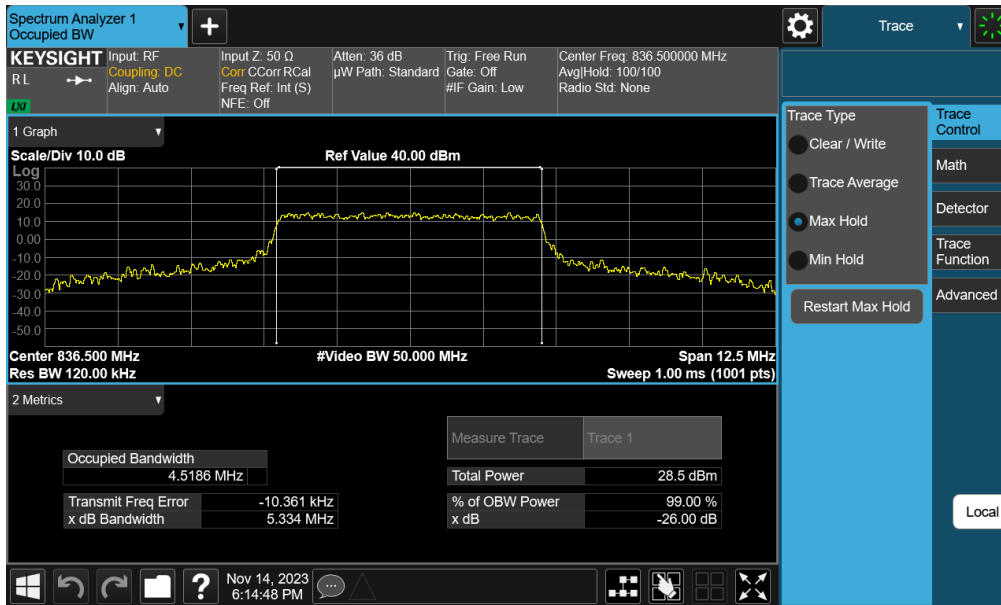 Spectrum Analyzer 1
Occupied BW
+
Trace
KEYSIGHT
R L
LXI
Input: RF
Coupling: DC
Align: Auto
Input Z: 50 Ω
Corr CCorr RCal
Freq Ref: Int (S)
NFE: Off
Atten: 36 dB
µW Path: Standard
Trig: Free Run
Gate: Off
#IF Gain: Low
Center Freq: 836.500000 MHz
Avg|Hold: 100/100
Radio Std: None
1 Graph
Scale/Div 10.0 dB
Ref Value 40.00 dBm
Log
30.0
20.0
10.0
0.00
-10.0
-20.0
-30.0
-40.0
-50.0
Center 836.500 MHz
#Video BW 50.000 MHz
Span 12.5 MHz
Res BW 120.00 kHz
Sweep 1.00 ms (1001 pts)
2 Metrics
Measure Trace
Trace 1
Occupied Bandwidth
4.5186 MHz
Total Power
28.5 dBm
Transmit Freq Error
-10.361 kHz
% of OBW Power
99.00 %
x dB Bandwidth
5.334 MHz
x dB
-26.00 dB
Trace Type
Clear / Write
Trace Average
Max Hold
Min Hold
Restart Max Hold
Trace
Control
Math
Detector
Trace
Function
Advanced
Local
?
Nov 14, 2023
6:14:48 PM